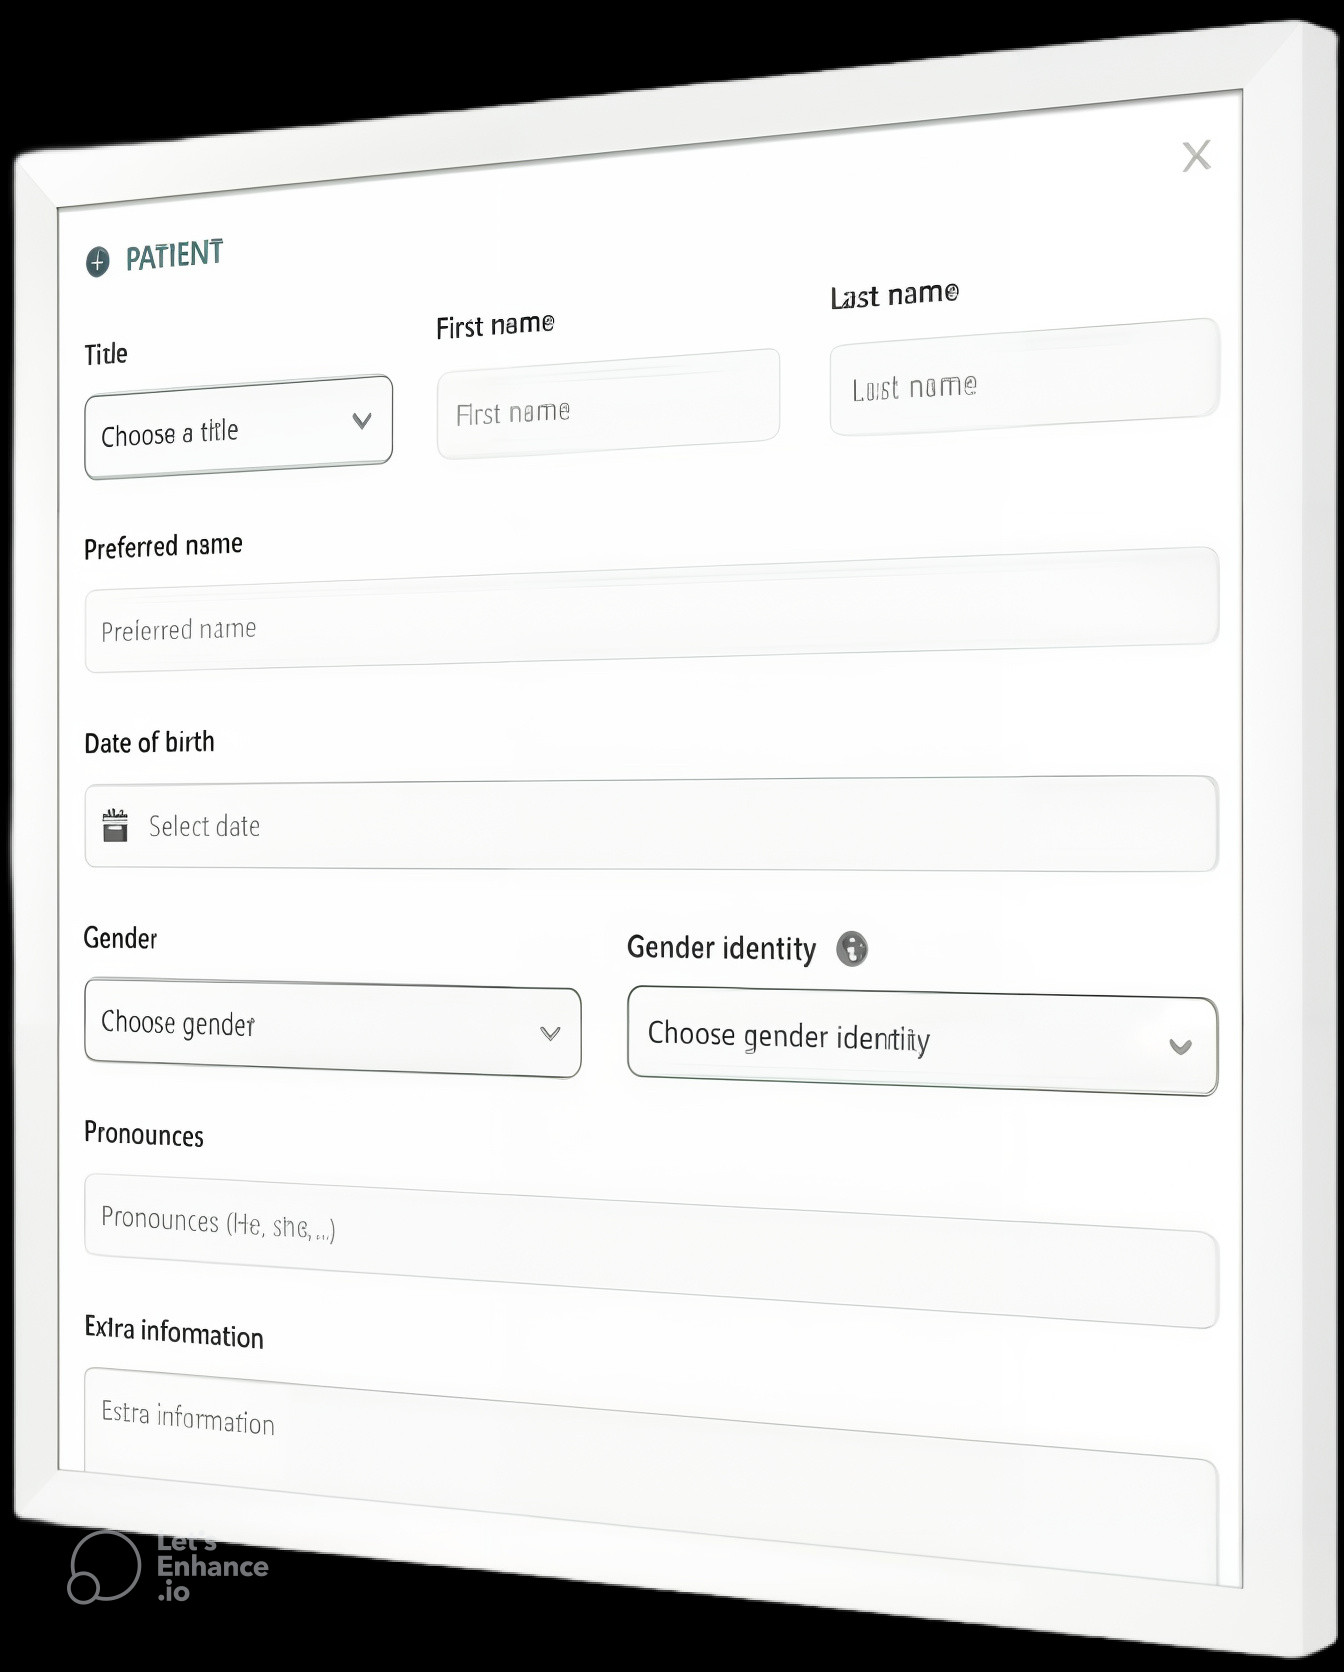 X
PATIENT
Title
First name
Last name
Choose a title
First name
Last name
Preferred name
Preferred name
Date of birth
Select date
Gender
Gender identity
Choose gender
Choose gender identity
Pronounces
Pronounces (He, she,...)
Extra information
Estra information
Let's
Enhance
.io